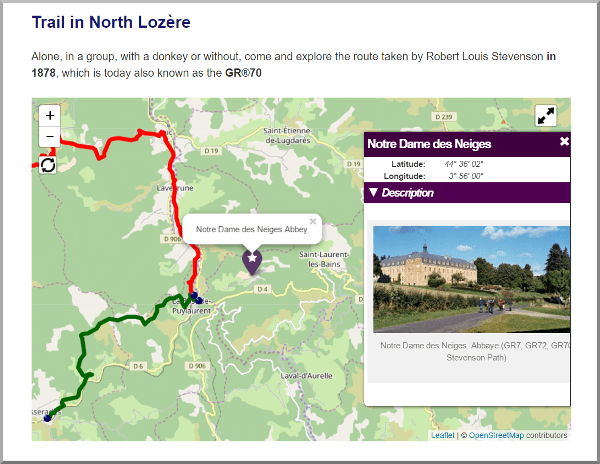 Trail in North Lozère
Alone, in a group, with a donkey or without, come and explore the route taken by Robert Louis Stevenson in
1878, which is today also known as the GR®70
+
−
D 239
Saint-Étienne-
de-Lugdarès
Luc
D 19
D 19
Notre Dame des Neiges
Latitude: 44° 36' 02"
Longitude: 3° 56' 00"
▼ Description
Laveyrune
Notre Dame des Neiges Abbey
D 906
Saint-Laurent-
les-Bains
D 4
Puylaurent
Notre Dame des Neiges Abbaye (GR7, GR72, GR70
Stevenson Path)
D 6
D 906
Laval-d'Aurelle
Leaflet | © OpenStreetMap contributors